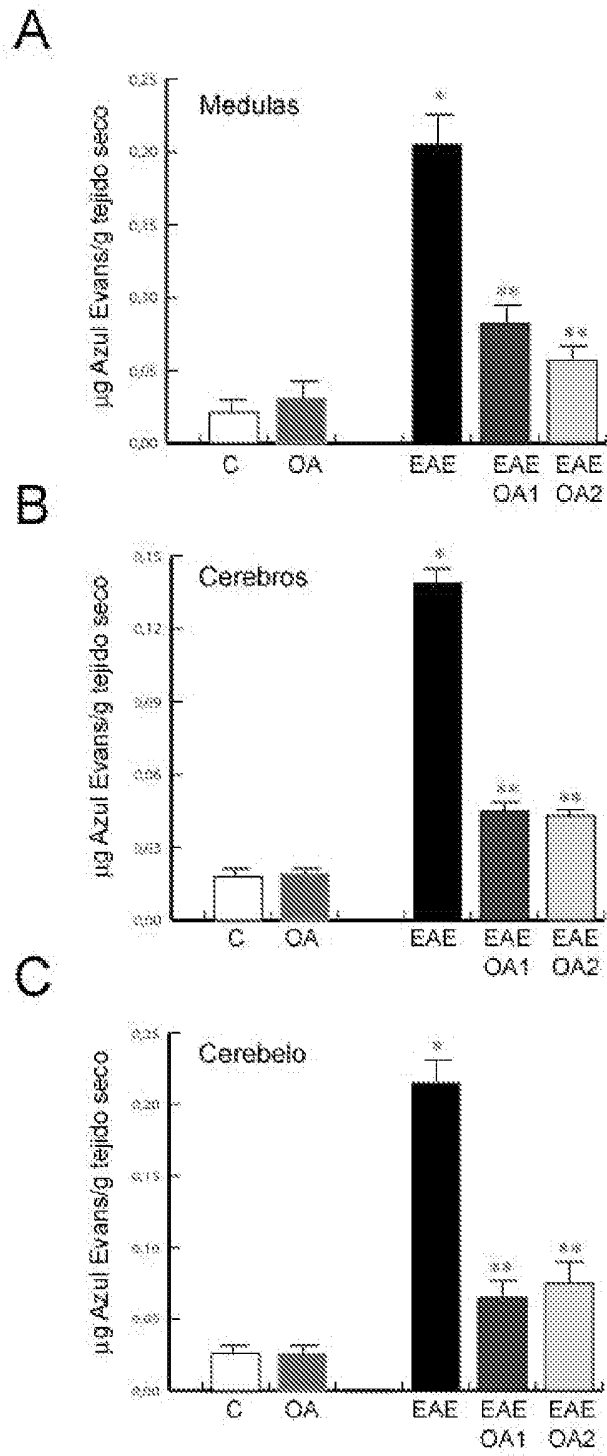 A
Medulas
µg Azul Evans/g tejido seco
0,25
0,20
0,15
0,10
0,05
0,00
*
**
**
C OA EAE EAE EAE
OA1 OA2
B
Cerebros
µg Azul Evans/g tejido seco
0,15
0,12
0,09
0,06
0,03
0,00
*
**
**
C OA EAE EAE EAE
OA1 OA2
C
Cerebelo
µg Azul Evans/g tejido seco
0,25
0,20
0,15
0,10
0,05
0,00
*
**
**
C OA EAE EAE EAE
OA1 OA2